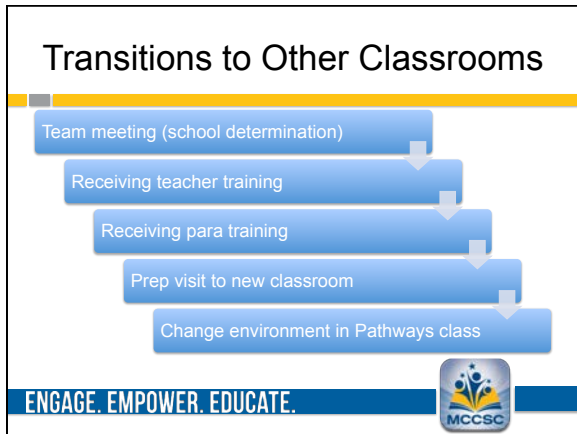 Transitions to Other Classrooms
Team meeting (school determination)
Receiving teacher training
Receiving para training
Prep visit to new classroom
Change environment in Pathways class
ENGAGE. EMPOWER. EDUCATE.
MCCSC